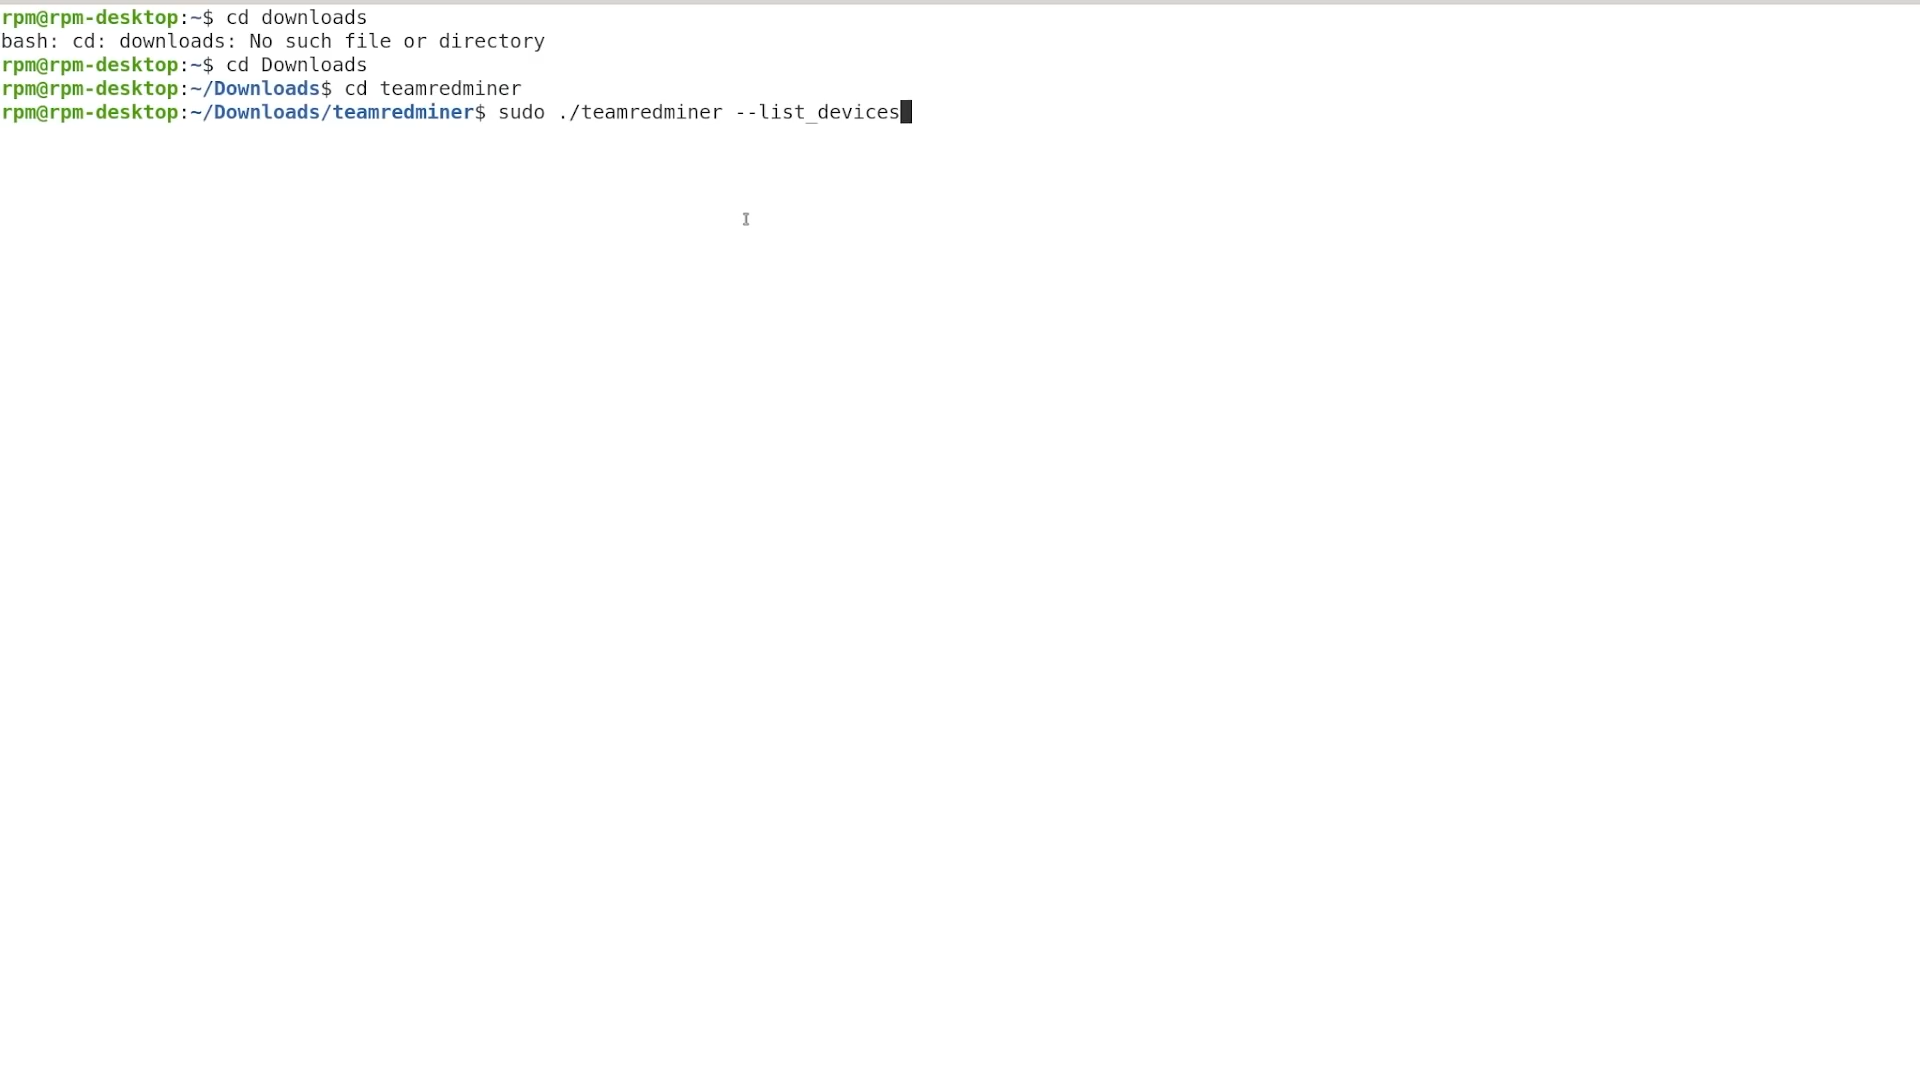 rpm@rpm-desktop:~$ cd downloads
bash: cd: downloads: No such file or directory
rpm@rpm-desktop:~$ cd Downloads
rpm@rpm-desktop:~/Downloads$ cd teamredminer
rpm@rpm-desktop:~/Downloads/teamredminer$ sudo ./teamredminer --list_devices